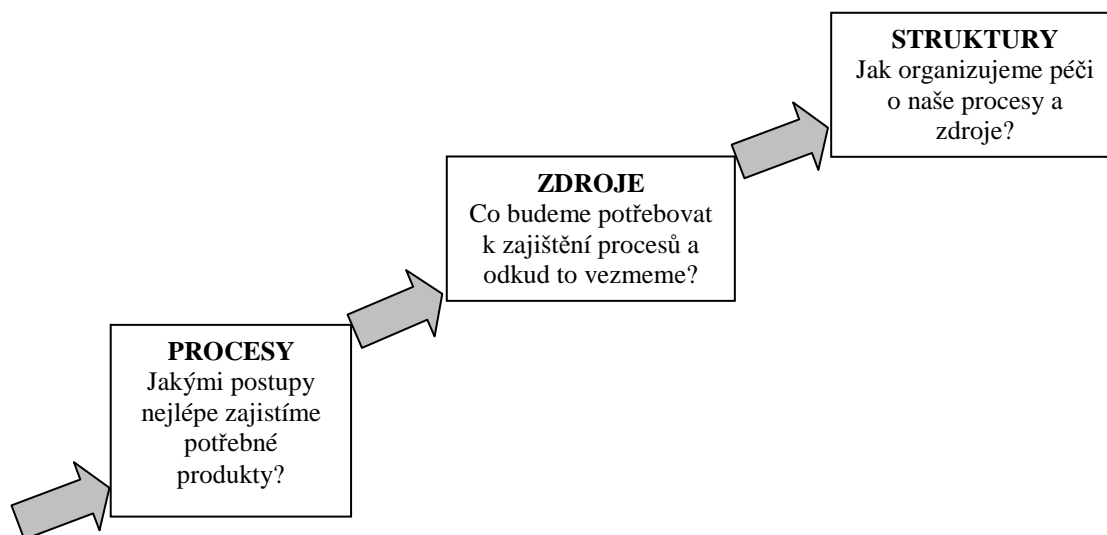 STRUKTURY
Jak organizujeme péči
o naše procesy a
zdroje?
ZDROJE
Co budeme potřebovat
k zajištění procesů a
odkud to vezmeme?
PROCESY
Jakými postupy
nejlépe zajistíme
potřebné
produkty?